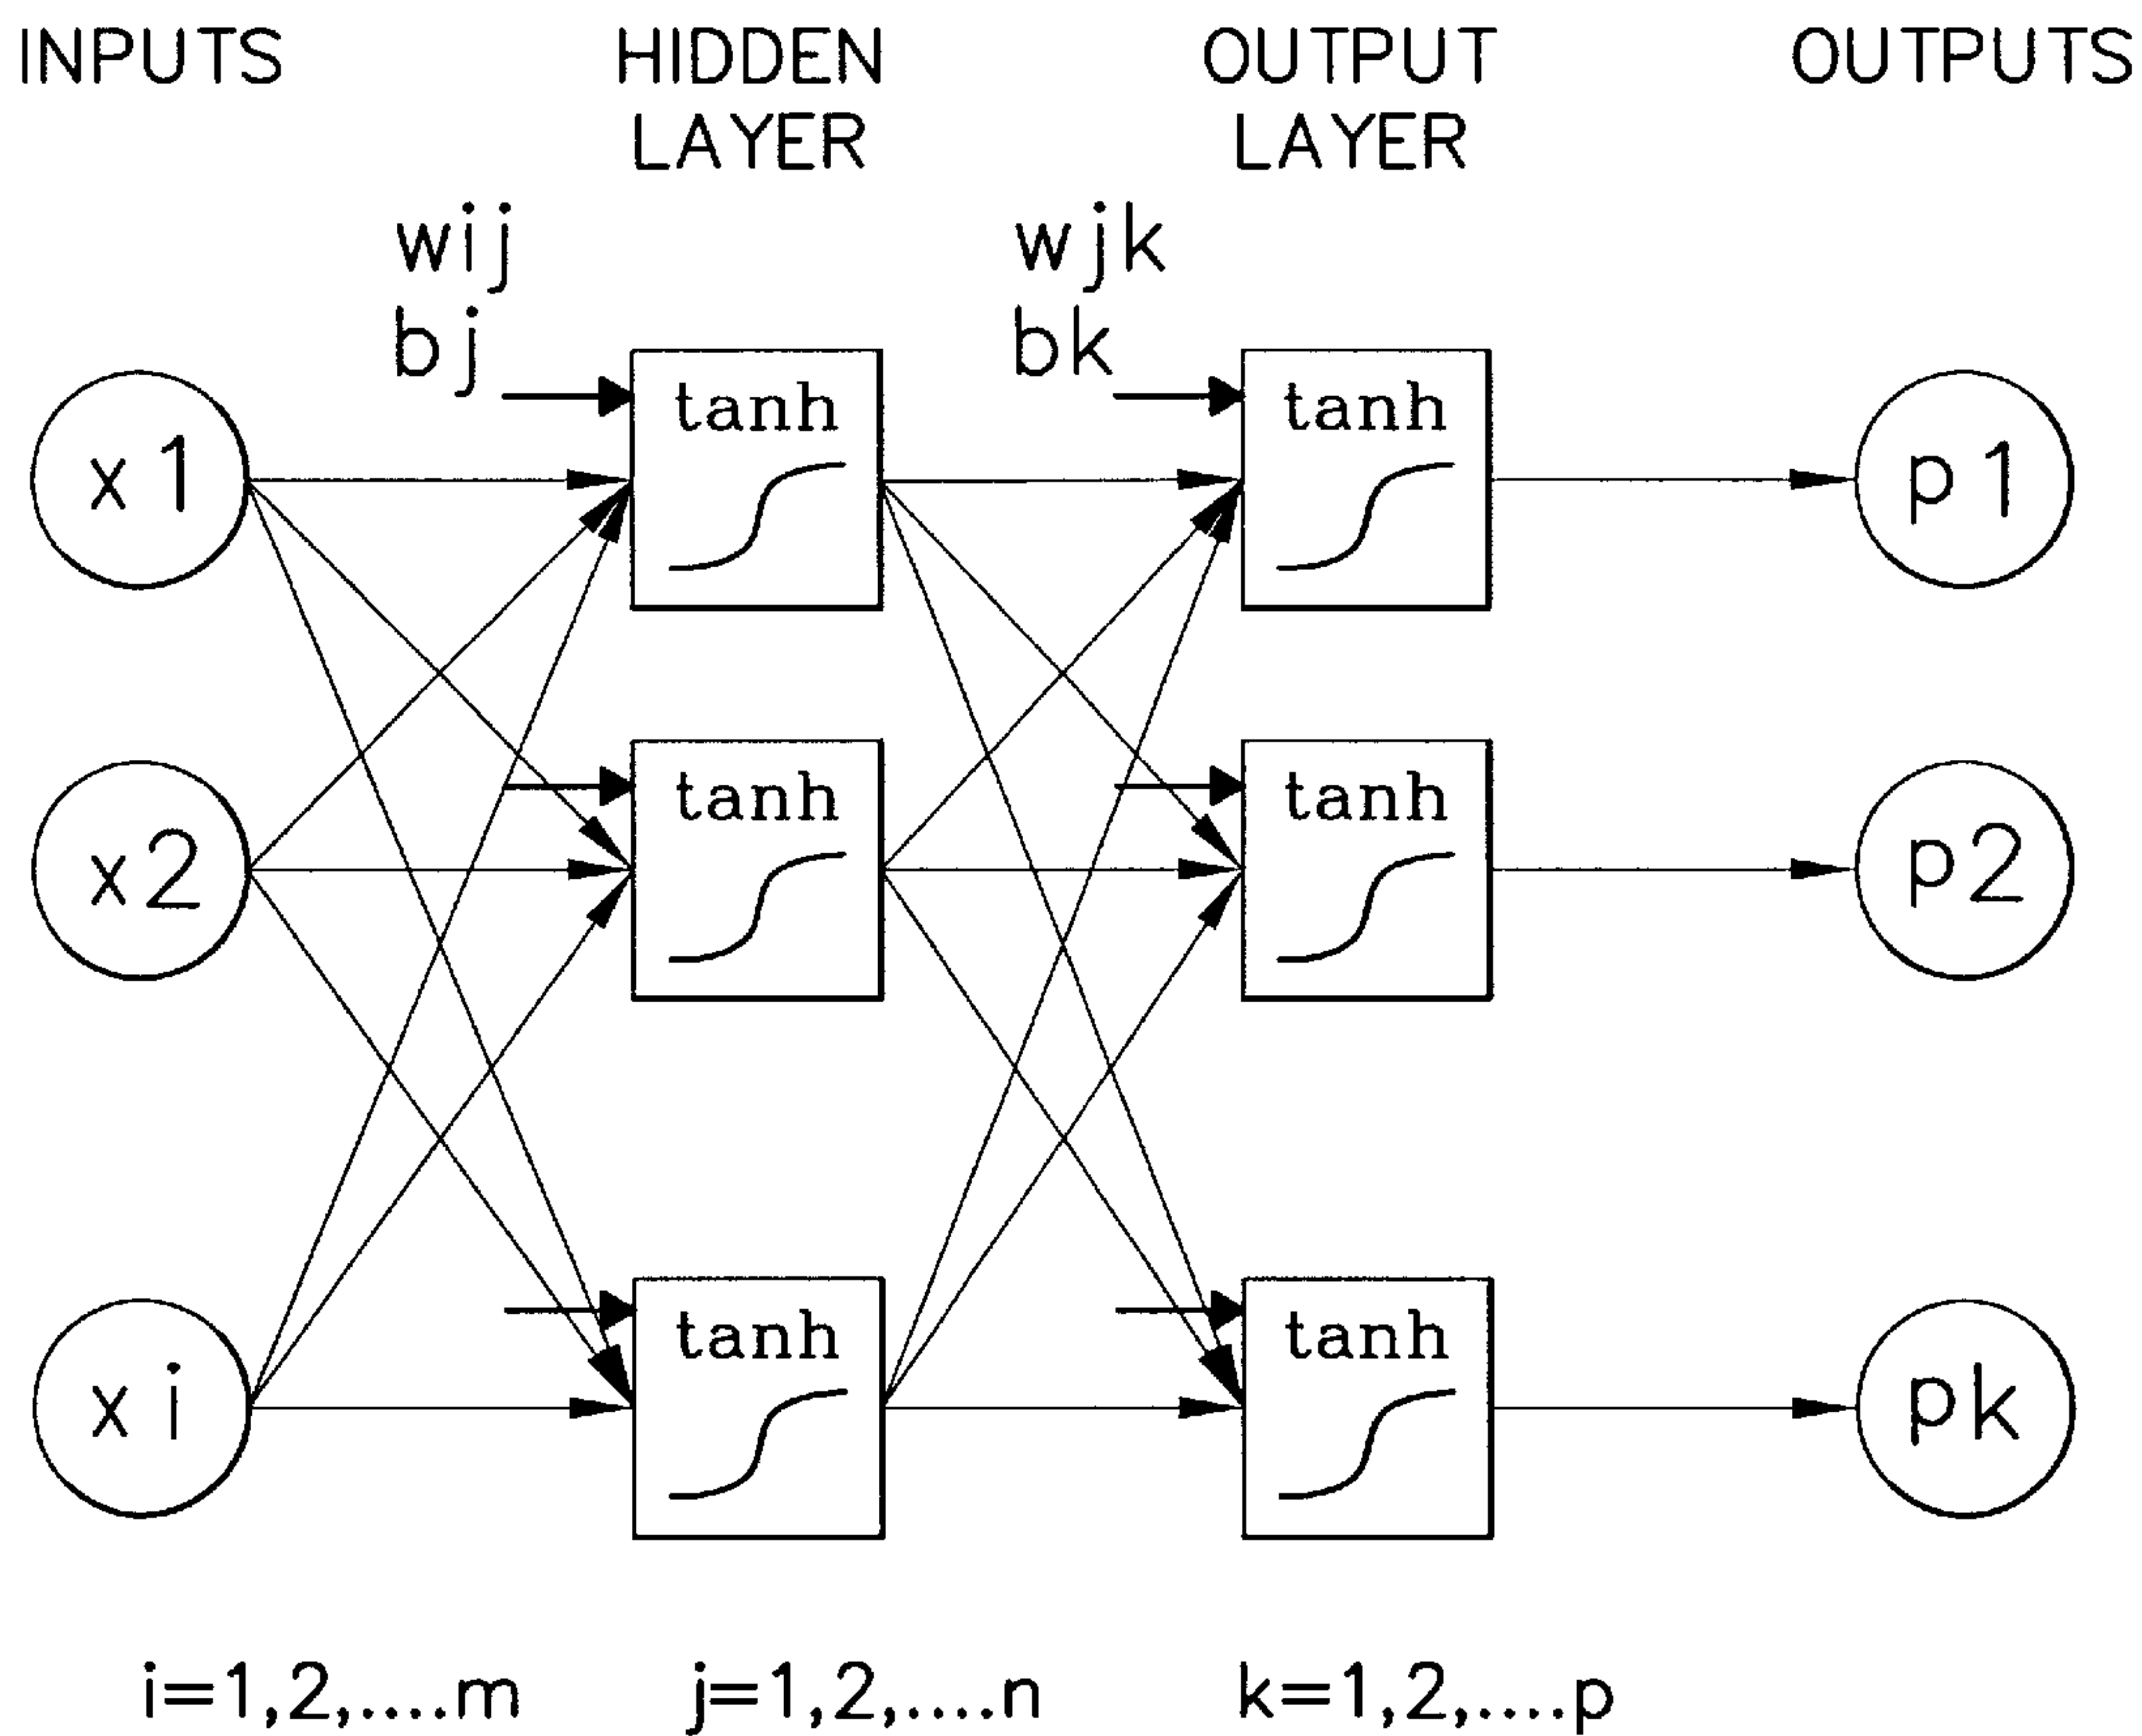 INPUTS
HIDDEN
LAYER
OUTPUT
LAYER
OUTPUTS
wij
bj
wjk
bk
x1
tanh
tanh
p1
x2
tanh
tanh
p2
xi
tanh
tanh
pk
i=1,2,....m
j=1,2,....n
k=1,2,....p